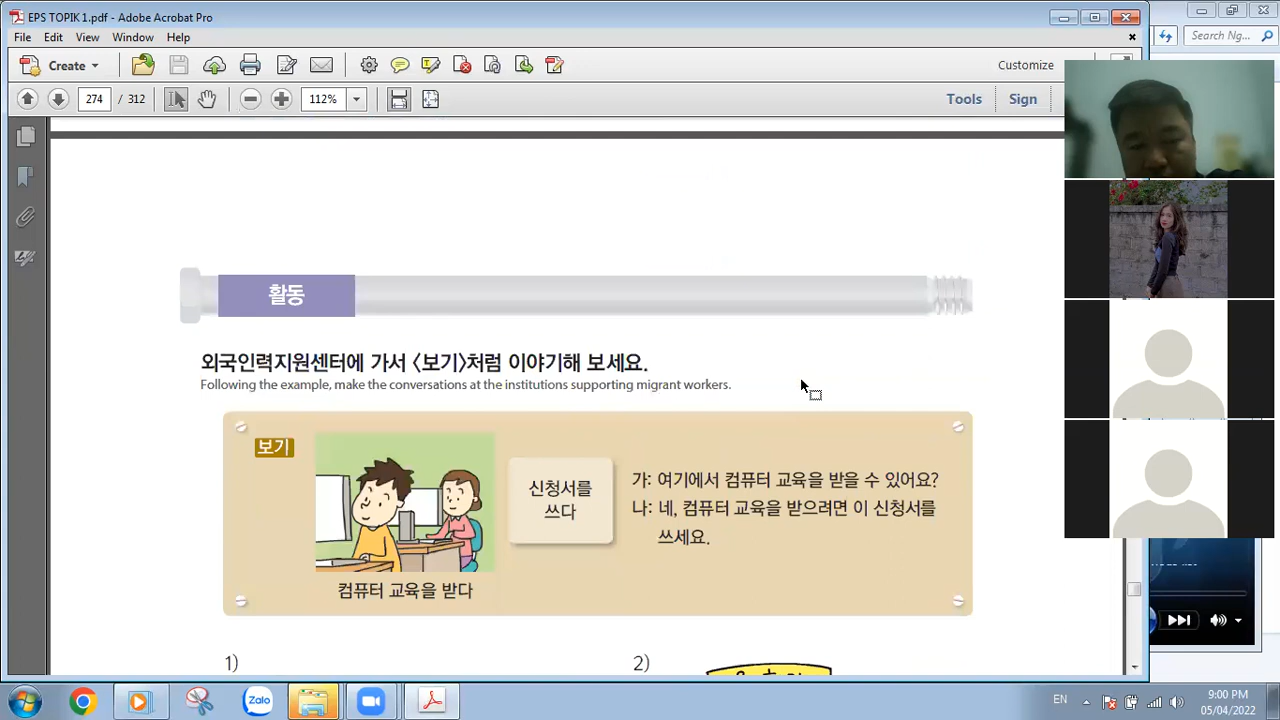 EPS TOPIK 1.pdf - Adobe Acrobat Pro
File Edit View Window Help
Create
Customize
274 / 312
112%
Tools
Sign
Search Ng...
활동
외국인력지원센터에 가서 〈보기〉처럼 이야기해 보세요.
Following the example, make the conversations at the institutions supporting migrant workers.
보기
신청서를
쓰다
가: 여기에서 컴퓨터 교육을 받을 수 있어요?
나: 네, 컴퓨터 교육을 받으려면 이 신청서를
쓰세요.
컴퓨터 교육을 받다
1)
2)
Zalo
EN
9:00 PM
05/04/2022